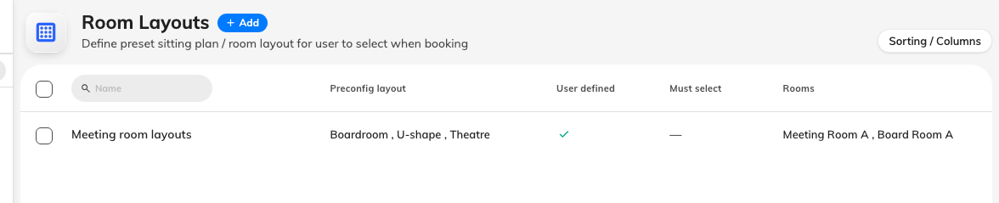 Room Layouts
+ Add
Define preset sitting plan / room layout for user to select when booking
Sorting / Columns
Name
Preconfig layout
User defined
Must select
Rooms
Meeting room layouts
Boardroom , U-shape , Theatre
—
Meeting Room A , Board Room A